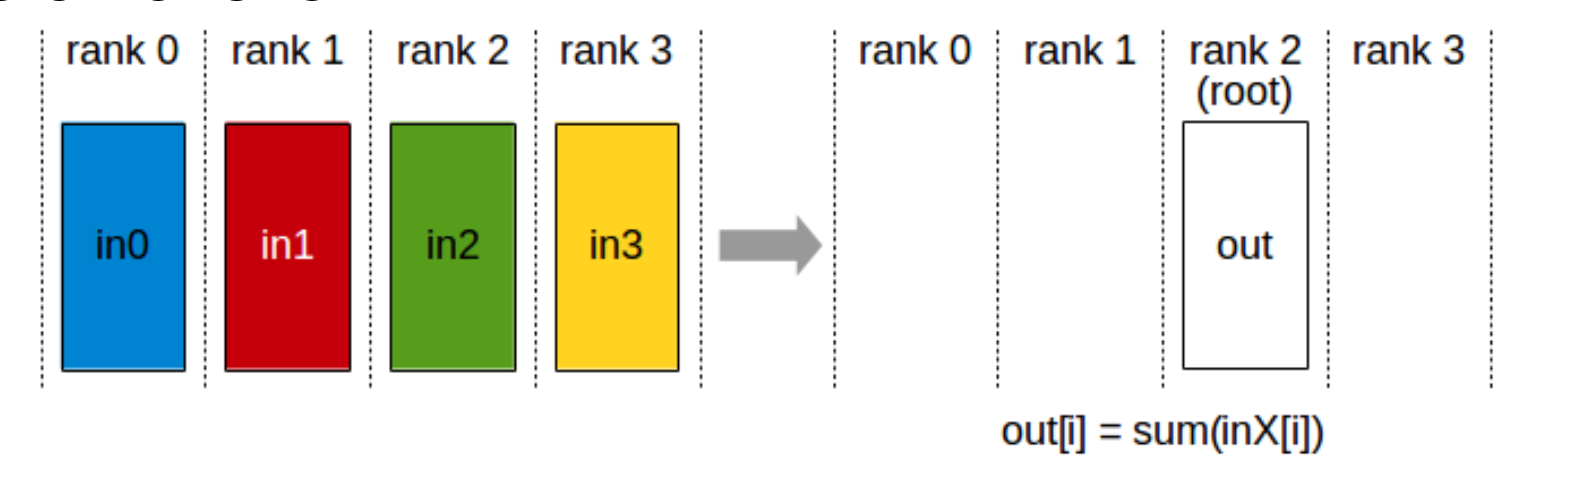 rank 0 rank 1 rank 2 rank 3 rank 0 rank 1 rank 2 rank 3
(root)
in0 in1 in2 in3 out
out[i] = sum(inX[i])